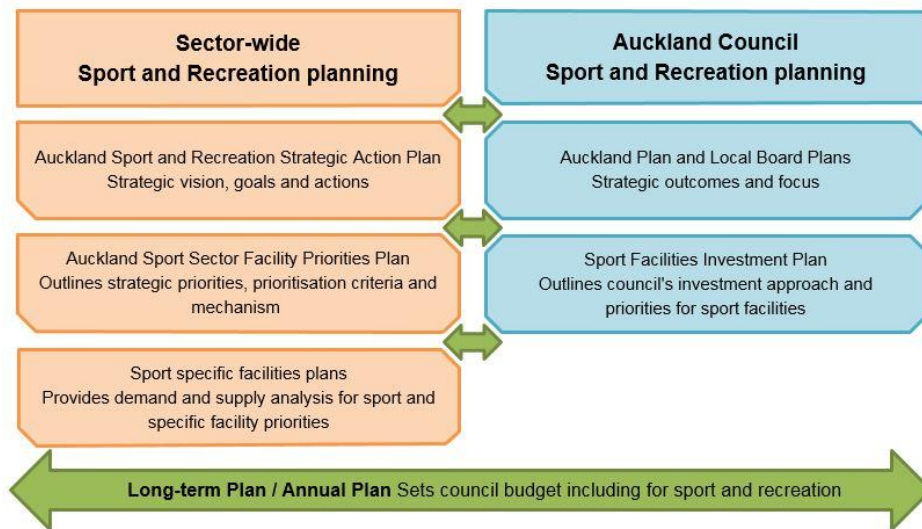 Sector-wide
Sport and Recreation planning
Auckland Council
Sport and Recreation planning
Auckland Sport and Recreation Strategic Action Plan
Strategic vision, goals and actions
Auckland Plan and Local Board Plans
Strategic outcomes and focus
Auckland Sport Sector Facility Priorities Plan
Outlines strategic priorities, prioritisation criteria and
mechanism
Sport Facilities Investment Plan
Outlines council's investment approach and
priorities for sport facilities
Sport specific facilities plans
Provides demand and supply analysis for sport and
specific facility priorities
Long-term Plan / Annual Plan Sets council budget including for sport and recreation